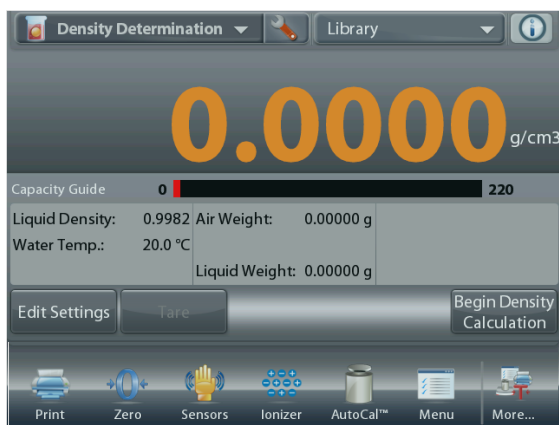 Density Determination Library
0.0000 g/cm3
Capacity Guide 0 220
Liquid Density: 0.9982 Air Weight: 0.00000 g
Water Temp.: 20.0 °C
Liquid Weight: 0.00000 g
Edit Settings Tare Begin Density
Calculation
Print Zero Sensors Ionizer AutoCal™ Menu More...